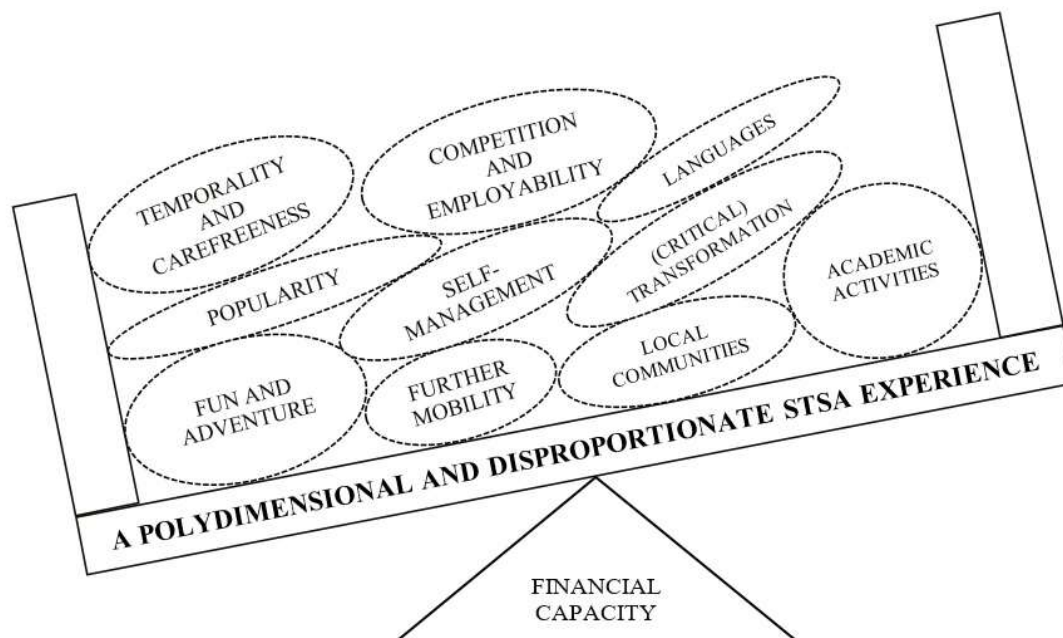 TEMPORALITY
AND
CAREFREENESS
COMPETITION
AND
EMPLOYABILITY
LANGUAGES
POPULARITY
SELF-
MANAGEMENT
(CRITICAL)
TRANSFORMATION
ACADEMIC
ACTIVITIES
FUN AND
ADVENTURE
FURTHER
MOBILITY
LOCAL
COMMUNITIES
A POLYDIMENSIONAL AND DISPROPORTIONATE STSA EXPERIENCE
FINANCIAL
CAPACITY